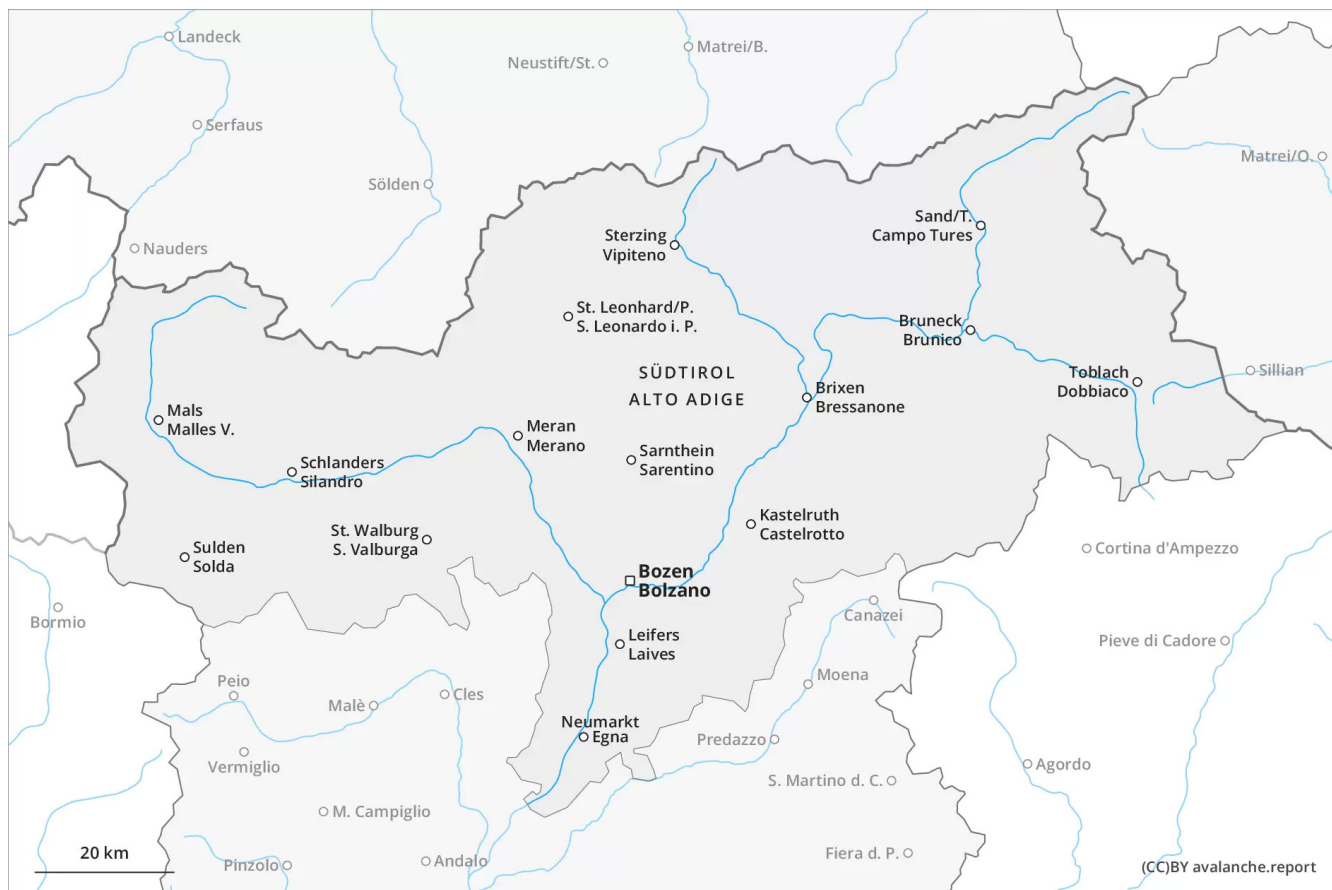 Landeck
Matrei/B.
Neustift/St.
Serfaus
Matrei/O.
Sölden
Sand/T.
Campo Tures
Sterzing
Vipiteno
Nauders
St. Leonhard/P.
S. Leonardo i. P.
Bruneck
Brunico
SÜDTIROL
ALTO ADIGE
Toblach
Dobbiaco
Sillian
Brixen
Bressanone
Mals
Malles V.
Meran
Merano
Sarnthein
Sarentino
Schlanders
Silandro
Kastelruth
Castelrotto
St. Walburg
S. Valburga
Sulden
Solda
Cortina d'Ampezzo
Bozen
Bolzano
Bormio
Canazei
Leifers
Laives
Pieve di Cadore
Peio
Moena
Malè
Cles
Neumarkt
Egna
Predazzo
Vermiglio
Agordo
S. Martino d. C.
M. Campiglio
20 km
Pinzolo
Andalo
Fiera d. P.
(CC)BY avalanche.report